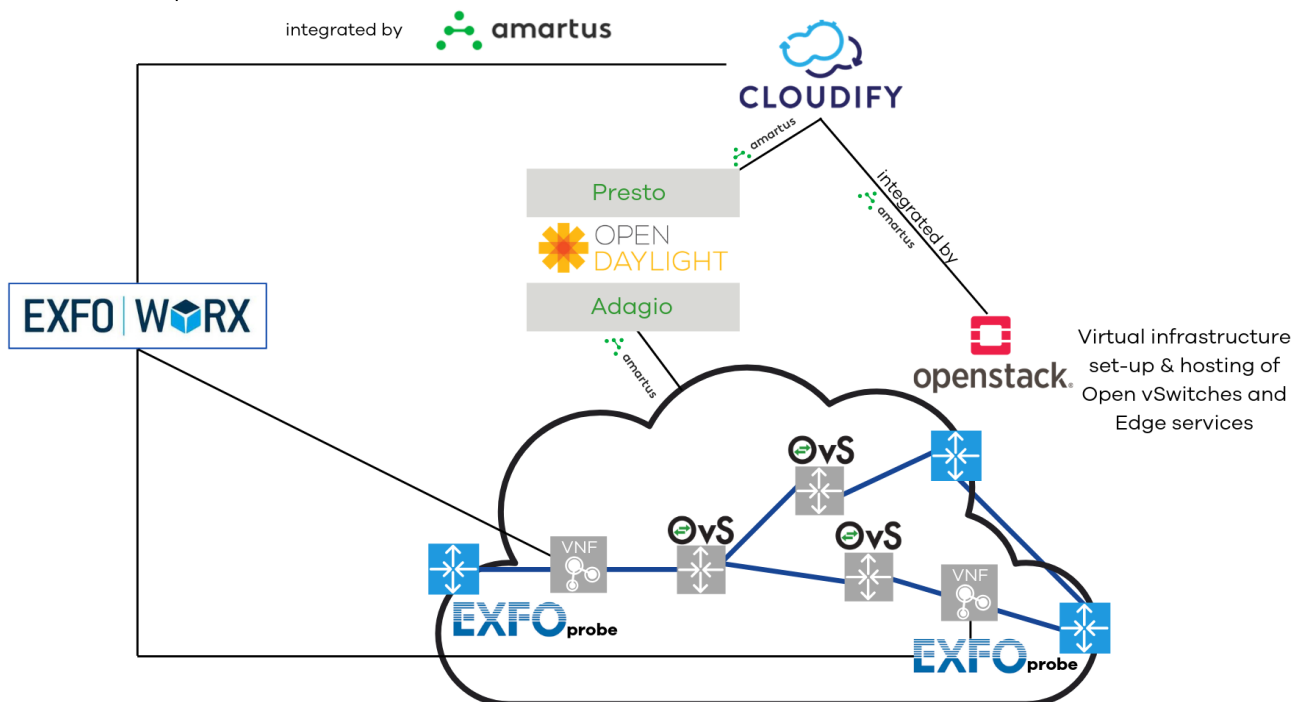 integrated by
amartus
CLOUDIFY
amartus
Presto
integrated by
amartus
OPEN
DAYLIGHT
EXFO WORX
Adagio
amartus
openstack.
Virtual infrastructure
set-up & hosting of
Open vSwitches and
Edge services
OvS
OvS
OvS
VNF
VNF
EXFO probe
EXFO probe